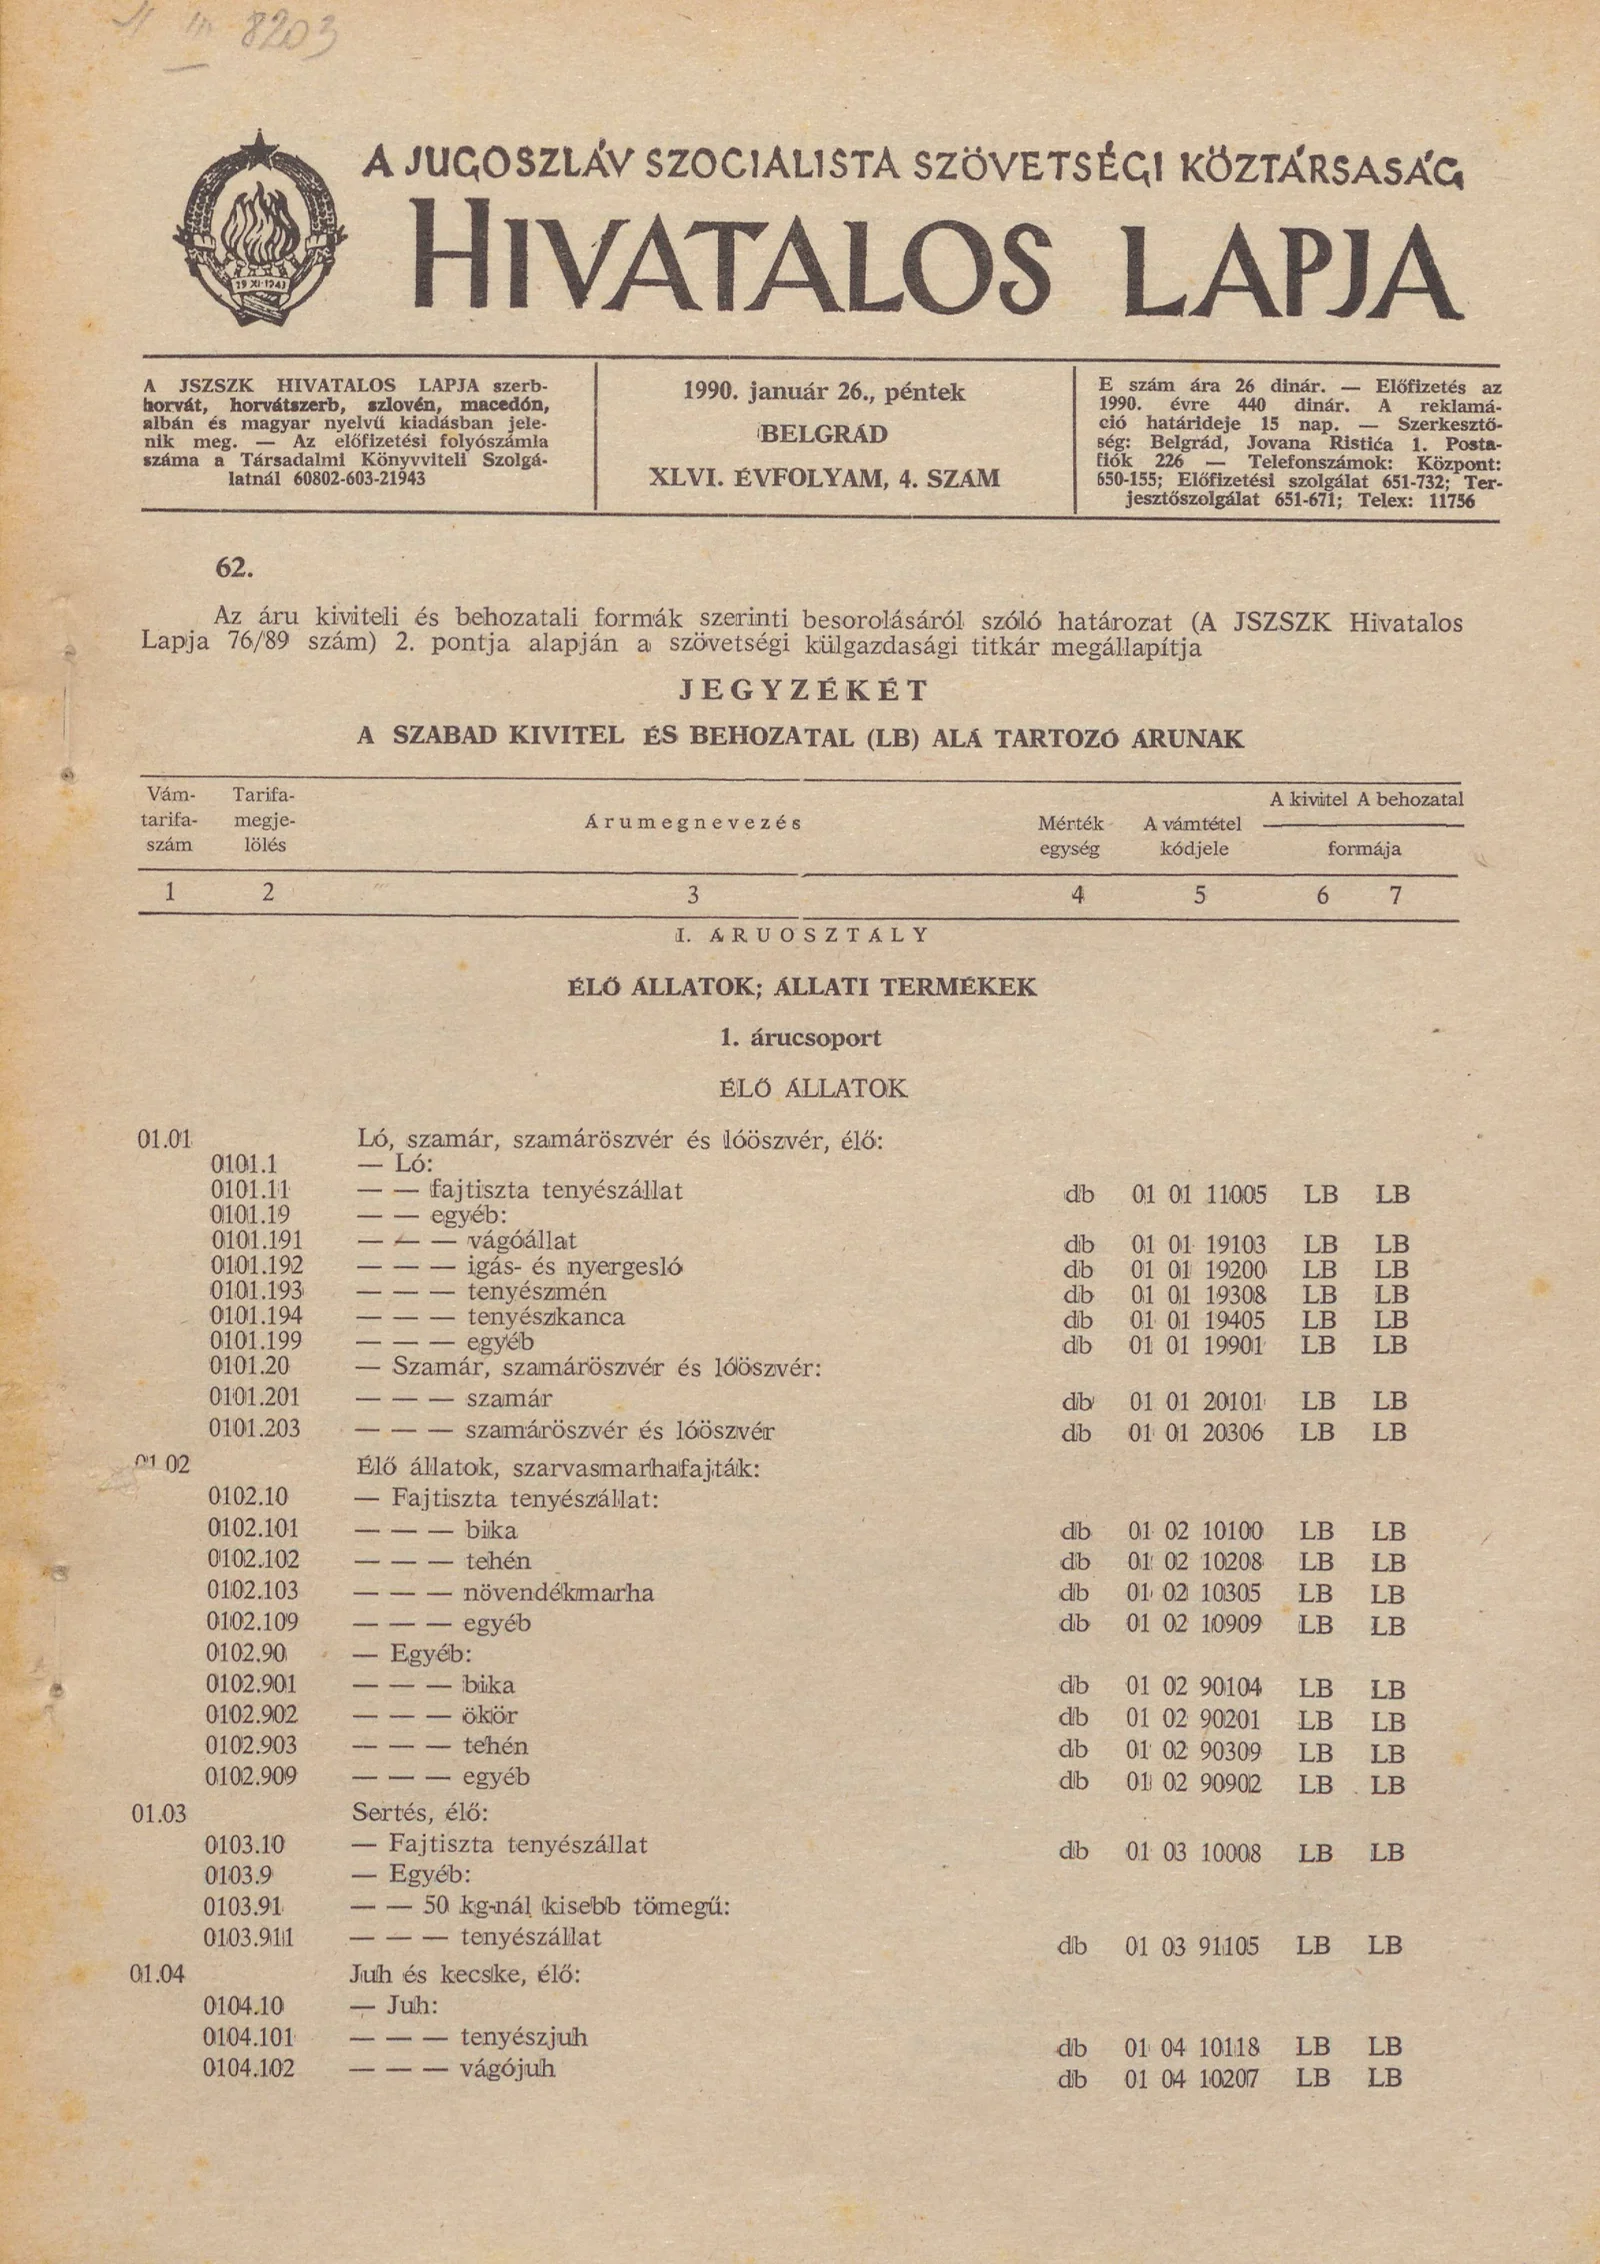 8203
A JUGOSZLÁV SZOCIALISTA SZÖVETSÉGI KÖZTÁRSASÁG
HIVATALOS LAPJA
29 XI 1943
A JSZSZK HIVATALOS LAPJA szerb-
horvát, horvátszerb, szlovén, macedón,
albán és magyar nyelvű kiadásban jele-
nik meg. — Az előfizetési folyószámla
száma a Társadalmi Könyvviteli Szolgá-
latnál 60802-603-21943
1990. január 26., péntek
BELGRÁD
XLVI. ÉVFOLYAM, 4. SZÁM
E szám ára 26 dinár. — Előfizetés az
1990. évre 440 dinár. A reklamá-
ció határideje 15 nap. — Szerkesztő-
ség: Belgrád, Jovana Ristića 1. Posta-
fiók 226 — Telefonszámok: Központ:
650-155; Előfizetési szolgálat 651-732; Ter-
jesztőszolgálat 651-671; Telex: 11756
62.
Az áru kiviteli és behozatali formák szerinti besorolásáról szóló határozat (A JSZSZK Hivatalos
Lapja 76/89 szám) 2. pontja alapján a szövetségi külgazdasági titkár megállapítja
JEGYZÉKÉT
A SZABAD KIVITEL ÉS BEHOZATAL (LB) ALÁ TARTOZÓ ÁRUNAK
Vám-
tarifa-
szám
Tarifa-
megje-
lölés
Árumegnevezés
Mérték
egység
A vámtétel
kódjele
A kivitel A behozatal
formája
1 2 3 4 5 6 7
I. ÁRUOSZTÁLY
ÉLŐ ÁLLATOK; ÁLLATI TERMÉKEK
1. árucsoport
ÉLŐ ÁLLATOK
01.01 Ló, szamár, szamáröszvér és lóöszvér, élő:
0101.1 — Ló:
0101.11 — — fajtiszta tenyészállat db 01 01 11005 LB LB
0101.19 — — egyéb:
0101.191 — — — vágóállat db 01 01 19103 LB LB
0101.192 — — — igás- és nyergesló db 01 01 19200 LB LB
0101.193 — — — tenyészmén db 01 01 19308 LB LB
0101.194 — — — tenyészkanca db 01 01 19405 LB LB
0101.199 — — — egyéb db 01 01 19901 LB LB
0101.20 — Szamár, szamáröszvér és lóöszvér:
0101.201 — — — szamár db 01 01 20101 LB LB
0101.203 — — — szamáröszvér és lóöszvér db 01 01 20306 LB LB
01.02 Élő állatok, szarvasmarhafajták:
0102.10 — Fajtiszta tenyészállat:
0102.101 — — — bika db 01 02 10100 LB LB
0102.102 — — — tehén db 01 02 10208 LB LB
0102.103 — — — növendékmarha db 01 02 10305 LB LB
0102.109 — — — egyéb db 01 02 10909 LB LB
0102.90 — Egyéb:
0102.901 — — — bika db 01 02 90104 LB LB
0102.902 — — — ökör db 01 02 90201 LB LB
0102.903 — — — tehén db 01 02 90309 LB LB
0102.909 — — — egyéb db 01 02 90902 LB LB
01.03 Sertés, élő:
0103.10 — Fajtiszta tenyészállat db 01 03 10008 LB LB
0103.9 — Egyéb:
0103.91 — — 50 kg-nál kisebb tömegű:
0103.911 — — — tenyészállat db 01 03 91105 LB LB
01.04 Juh és kecske, élő:
0104.10 — Juh:
0104.101 — — — tenyészjuh db 01 04 10118 LB LB
0104.102 — — — vágójuh db 01 04 10207 LB LB